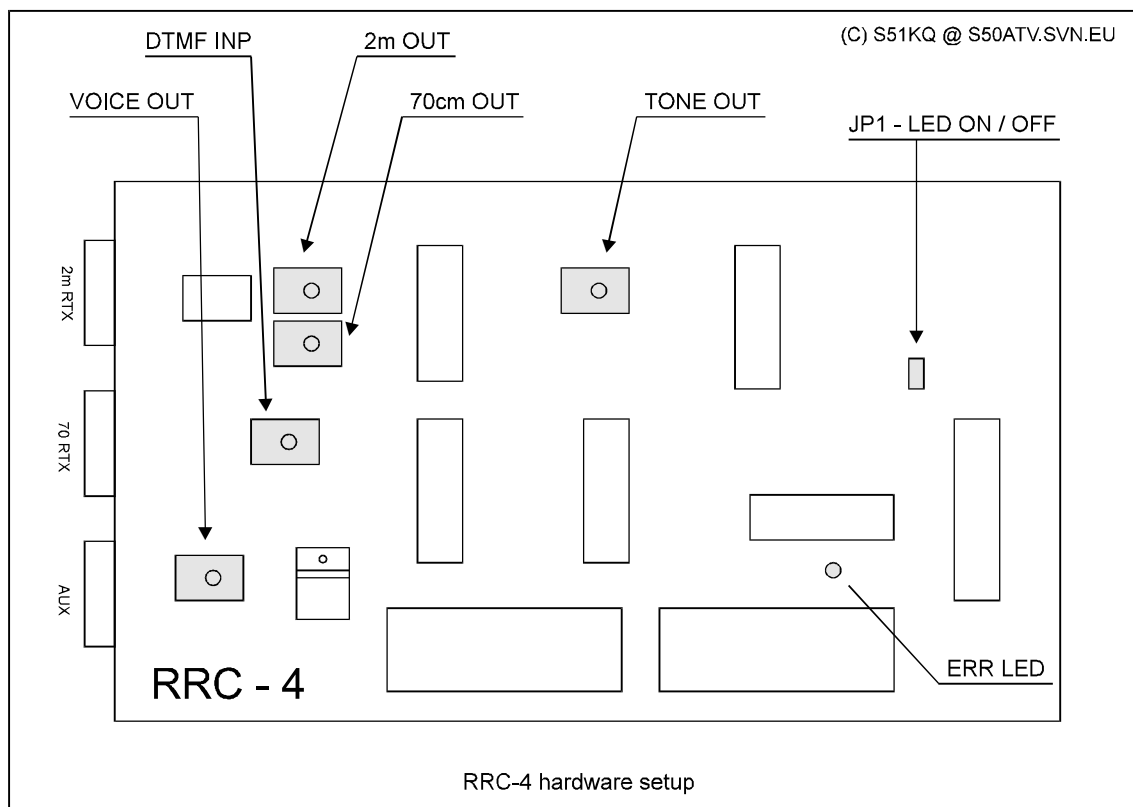 (C) S51KQ @ S50ATV.SVN.EU
DTMF INP
2m OUT
VOICE OUT
70cm OUT
TONE OUT
JP1 - LED ON / OFF
2m RTX
70 RTX
AUX
ERR LED
RRC - 4
RRC-4 hardware setup